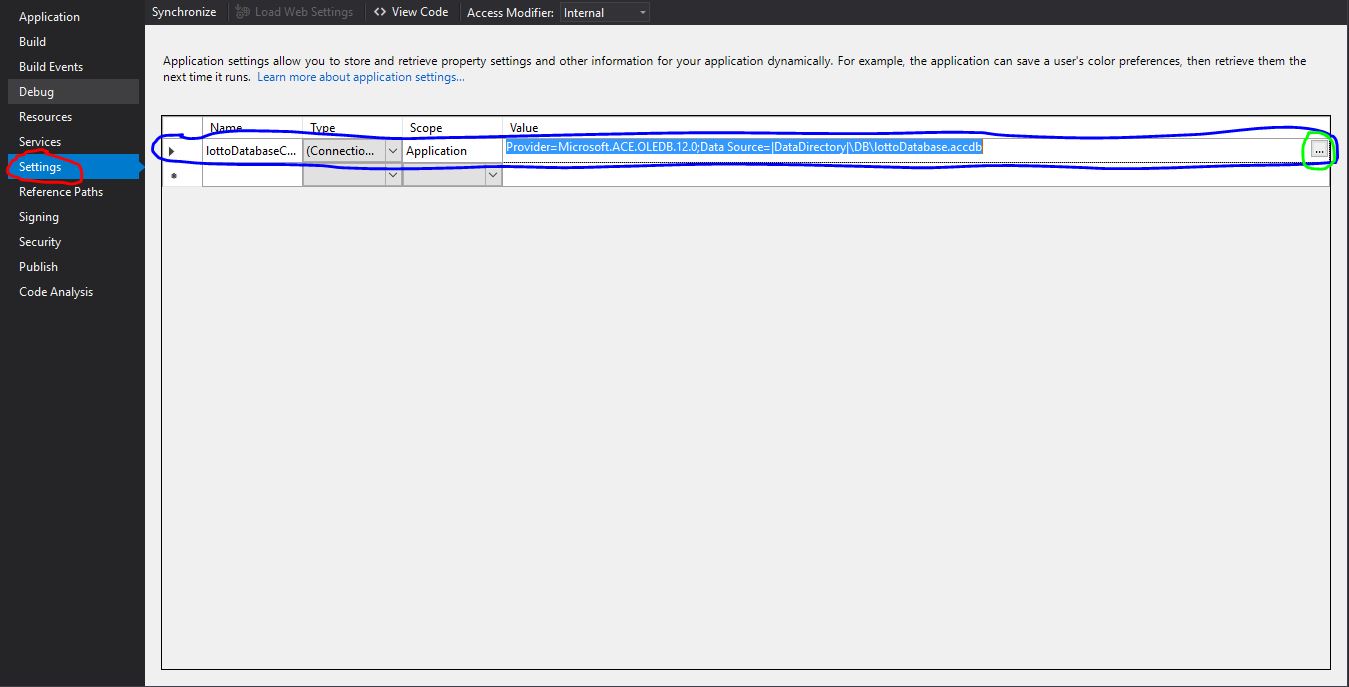 Application
Build
Build Events
Debug
Resources
Services
Settings
Reference Paths
Signing
Security
Publish
Code Analysis
Synchronize Load Web Settings <> View Code Access Modifier: Internal
Application settings allow you to store and retrieve property settings and other information for your application dynamically. For example, the application can save a user's color preferences, then retrieve them the
next time it runs. Learn more about application settings...
Name Type Scope Value
lottoDatabaseC... (Connectio... Application Provider=Microsoft.ACE.OLEDB.12.0;Data Source=|DataDirectory|\DB\lottoDatabase.accdb ...